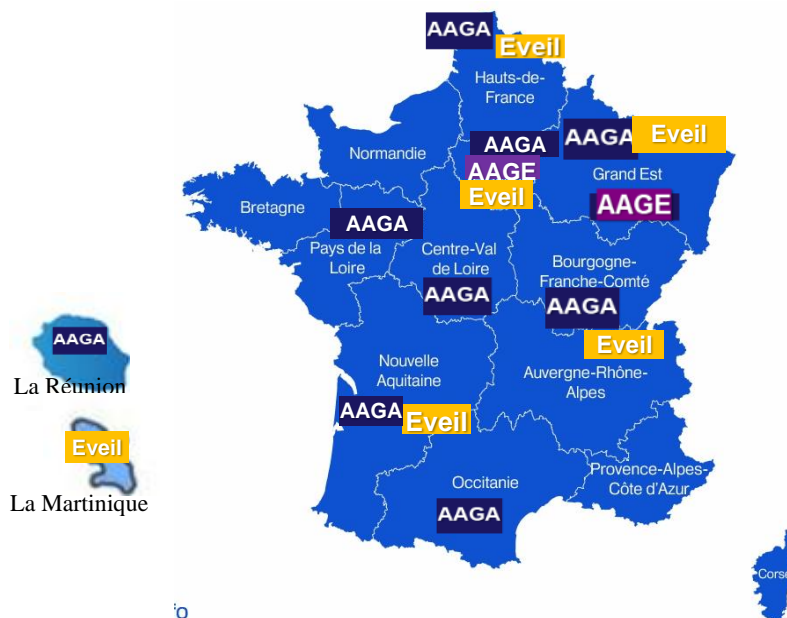 AAGA
Eveil
Hauts-de-
France
AAGA
AAGA
Eveil
Normandie
AAGE
Grand Est
Eveil
AAGE
Bretagne
AAGA
Pays de la
Loire
Centre-Val
de Loire
Bourgogne-
Franche-Comté
AAGA
AAGA
AAGA
Eveil
La Réunion
Nouvelle
Aquitaine
Auvergne-Rhône-
Alpes
AAGA
Eveil
Eveil
La Martinique
Occitanie
Provence-Alpes-
Côte d'Azur
AAGA
Corse
fo